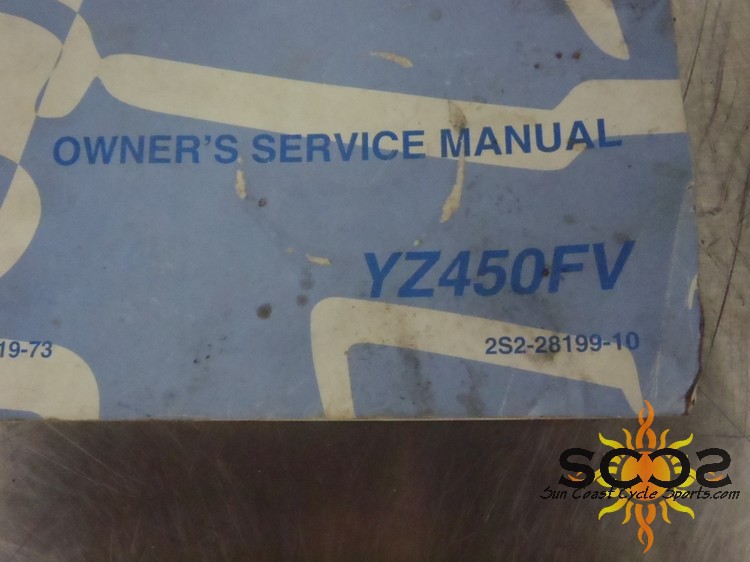 OWNER'S SERVICE MANUAL
YZ450FV
19-73
2S2-28199-10
SCCS
Sun Coast Cycle Sports.com